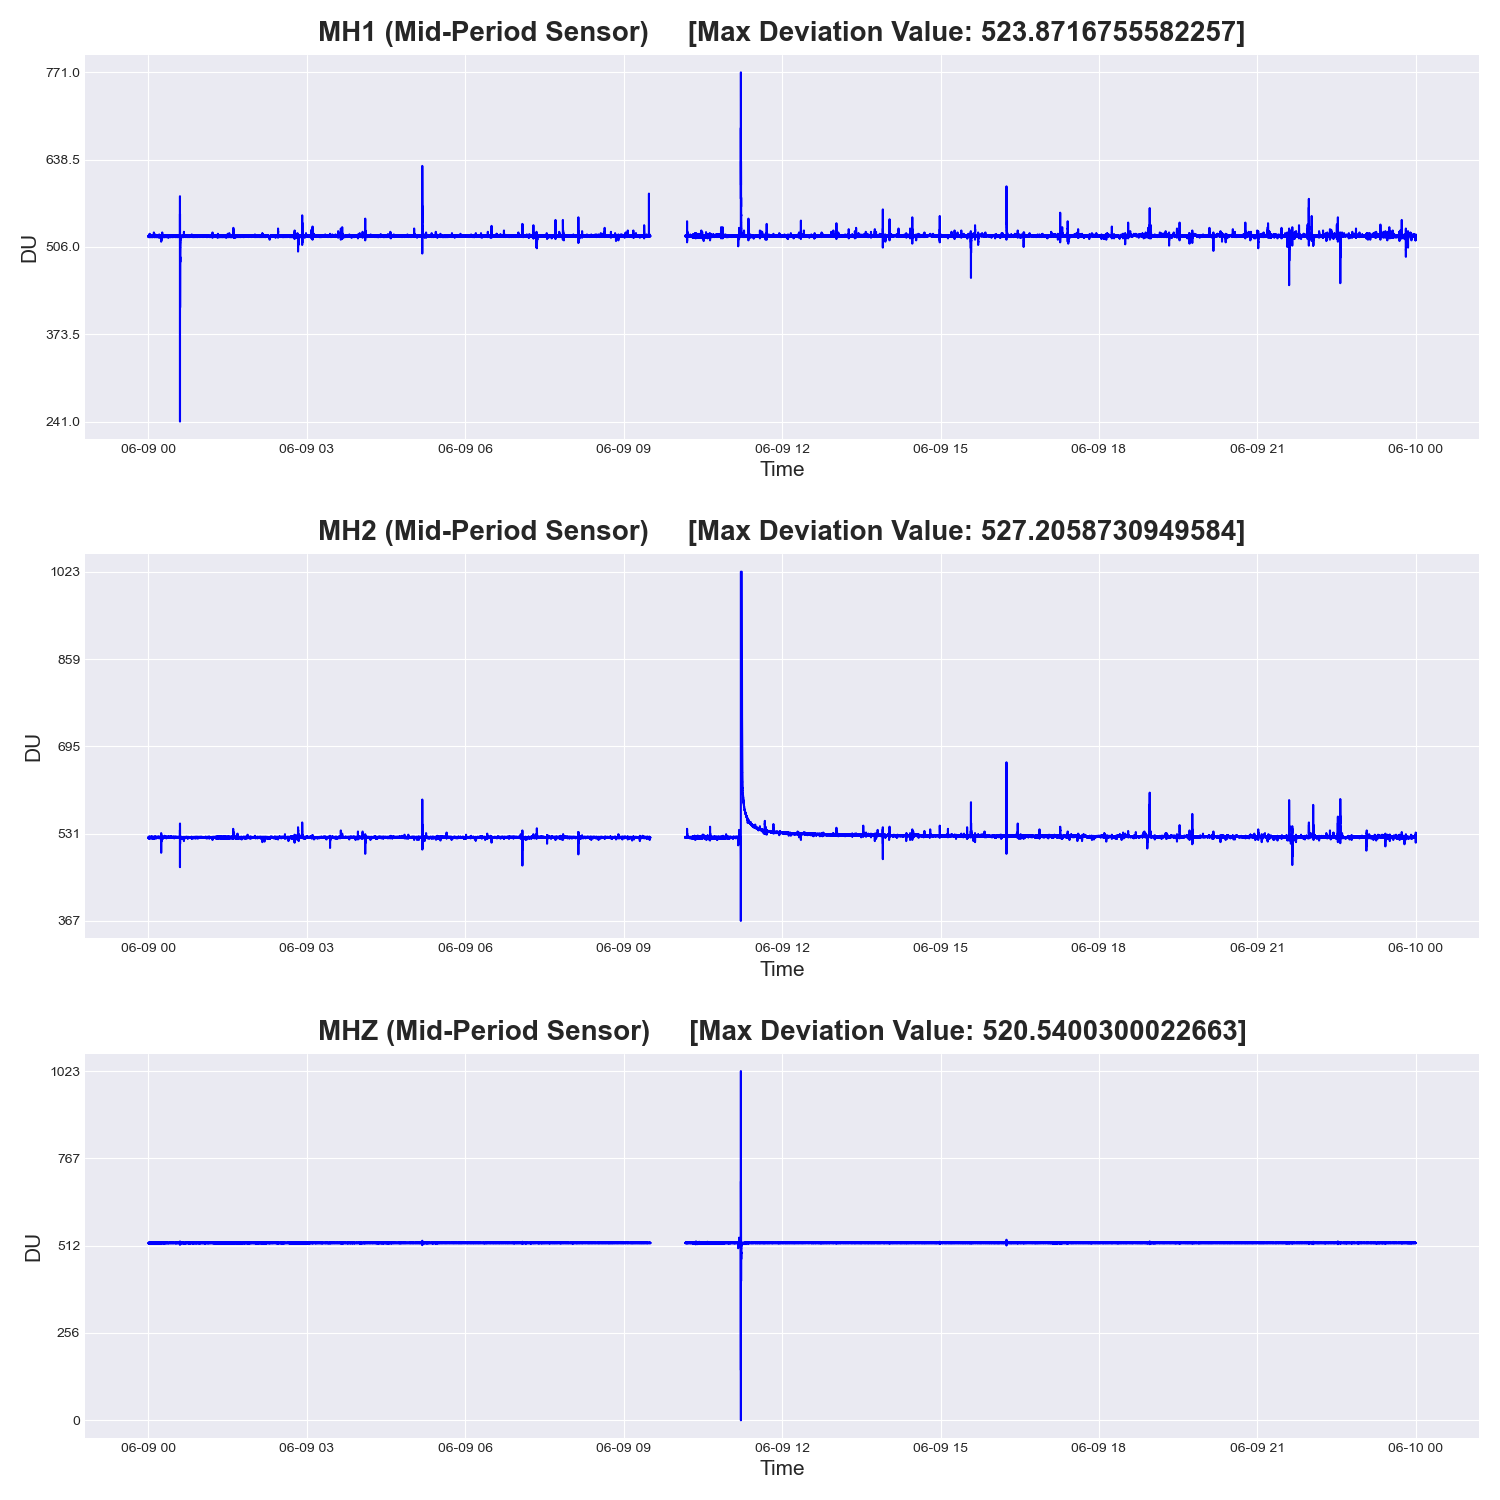 MH1 (Mid-Period Sensor) [Max Deviation Value: 523.8716755582257]
771.0
638.5
506.0
373.5
241.0
DU
06-09 00 06-09 03 06-09 06 06-09 09 06-09 12 06-09 15 06-09 18 06-09 21 06-10 00
Time
MH2 (Mid-Period Sensor) [Max Deviation Value: 527.2058730949584]
1023
859
695
531
367
DU
06-09 00 06-09 03 06-09 06 06-09 09 06-09 12 06-09 15 06-09 18 06-09 21 06-10 00
Time
MHZ (Mid-Period Sensor) [Max Deviation Value: 520.5400300022663]
1023
767
512
256
0
DU
06-09 00 06-09 03 06-09 06 06-09 09 06-09 12 06-09 15 06-09 18 06-09 21 06-10 00
Time